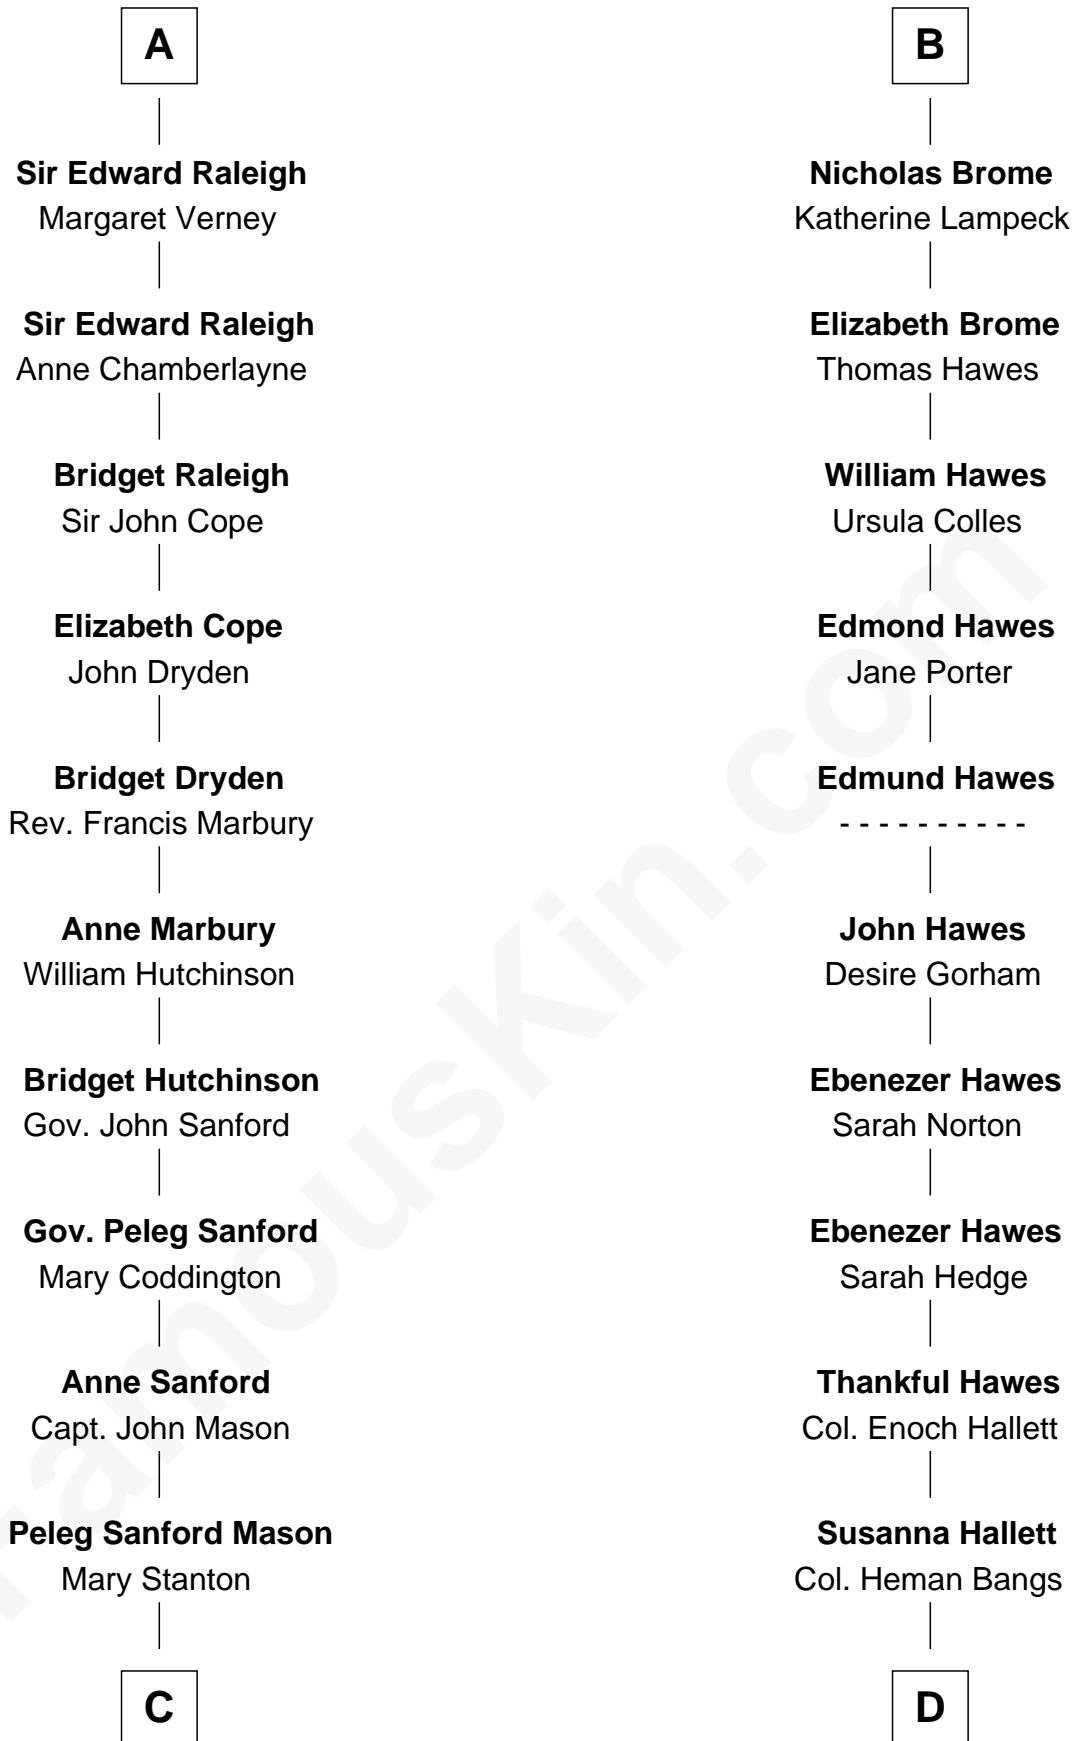 A
Sir Edward Raleigh
Margaret Verney
Sir Edward Raleigh
Anne Chamberlayne
Bridget Raleigh
Sir John Cope
Elizabeth Cope
John Dryden
Bridget Dryden
Rev. Francis Marbury
Anne Marbury
William Hutchinson
Bridget Hutchinson
Gov. John Sanford
Gov. Peleg Sanford
Mary Coddington
Anne Sanford
Capt. John Mason
Peleg Sanford Mason
Mary Stanton
C
B
Nicholas Brome
Katherine Lampeck
Elizabeth Brome
Thomas Hawes
William Hawes
Ursula Colles
Edmond Hawes
Jane Porter
Edmund Hawes
- - - - - - - - - -
John Hawes
Desire Gorham
Ebenezer Hawes
Sarah Norton
Ebenezer Hawes
Sarah Hedge
Thankful Hawes
Col. Enoch Hallett
Susanna Hallett
Col. Heman Bangs
D
FamousKin.com